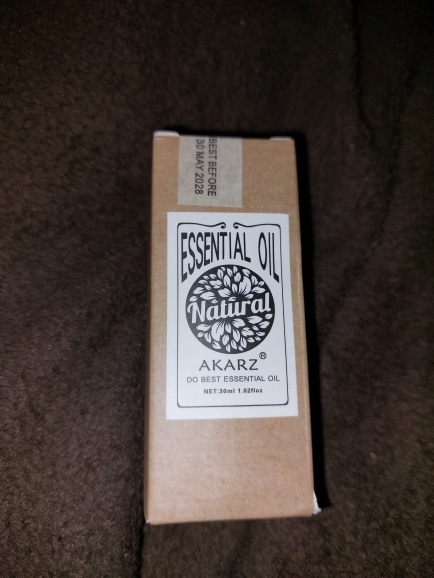 BEST BEFORE
30 MAY 2028
ESSENTIAL OIL
Natural
AKARZ®
DO BEST ESSENTIAL OIL
NET:30ml 1.02floz